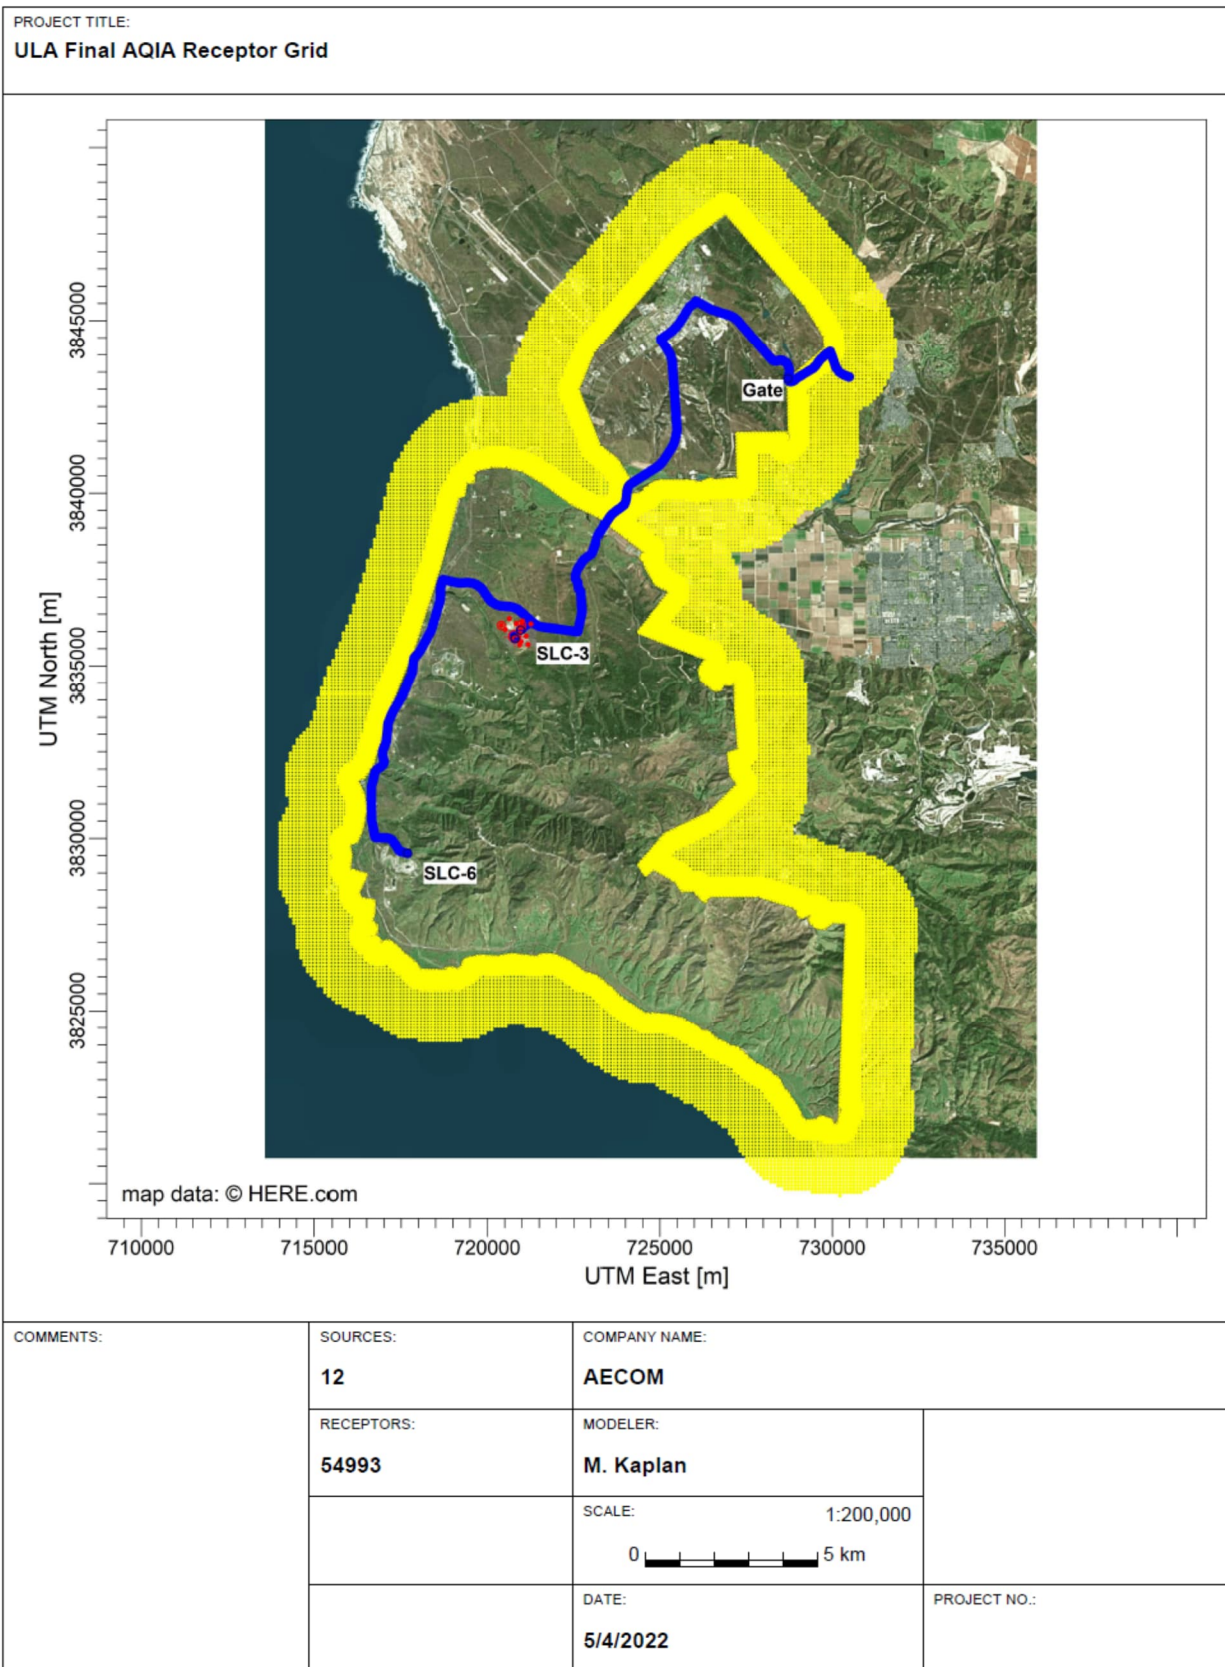 PROJECT TITLE:
ULA Final AQIA Receptor Grid
UTM North [m]
3845000
3840000
3835000
3830000
3825000
Gate
SLC-3
SLC-6
map data: © HERE.com
710000 715000 720000 725000 730000 735000
UTM East [m]
COMMENTS:
SOURCES:
12
COMPANY NAME:
AECOM
RECEPTORS:
54993
MODELER:
M. Kaplan
SCALE: 1:200,000
0 5 km
DATE:
5/4/2022
PROJECT NO.: